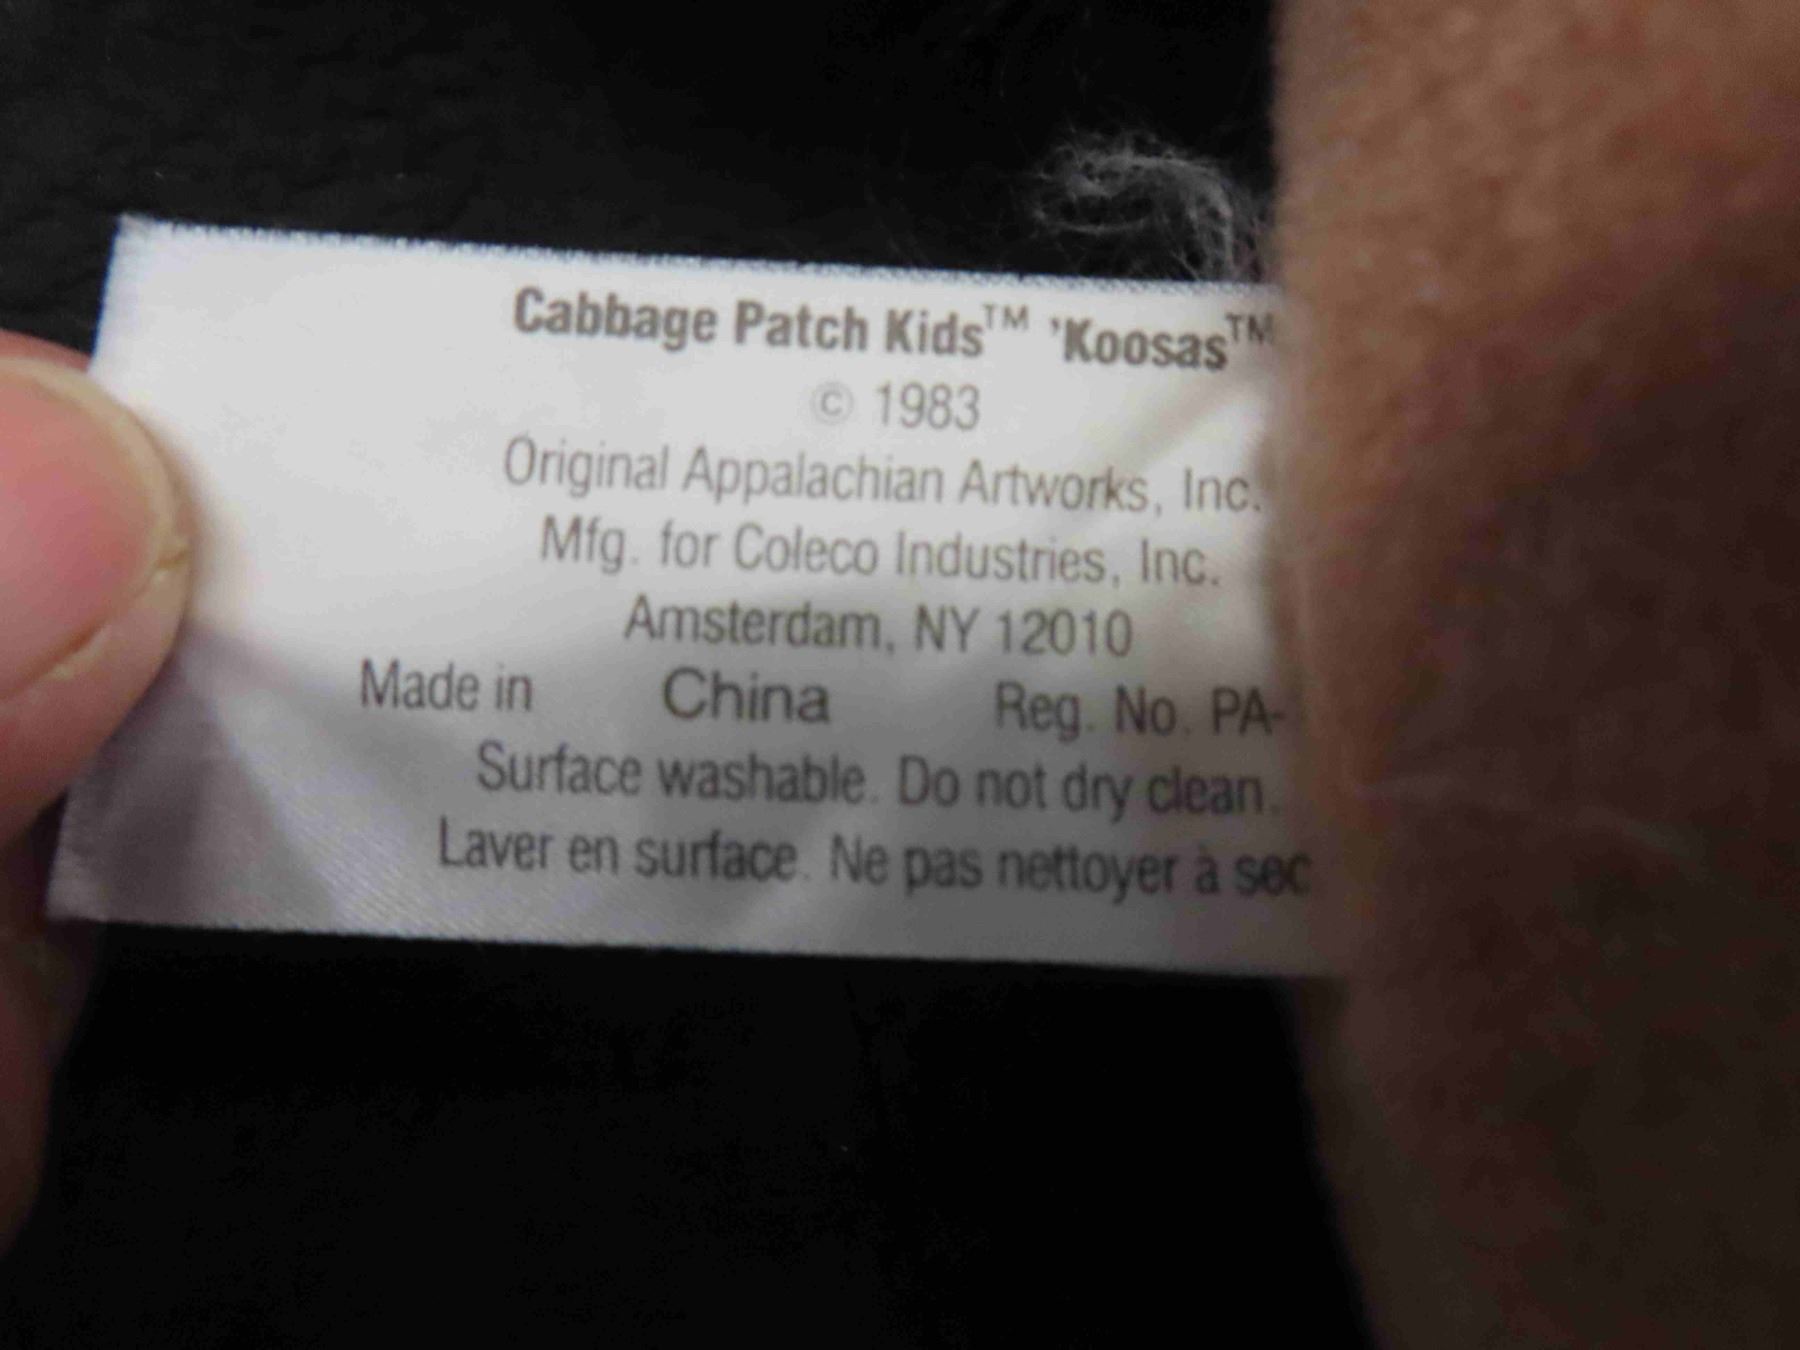 Cabbage Patch Kids™ 'Koosas™
© 1983
Original Appalachian Artworks, Inc.
Mfg. for Coleco Industries, Inc.
Amsterdam, NY 12010
Made in China Reg. No. PA-
Surface washable. Do not dry clean.
Laver en surface. Ne pas nettoyer à sec